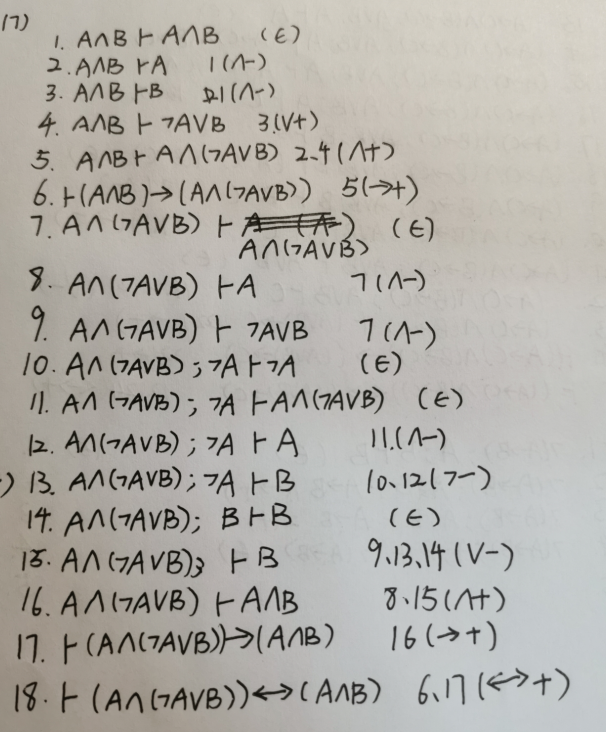 17)
1. A∧B ⊢ A∧B (∈)
2. A∧B ⊢A 1(∧-)
3. A∧B ⊢B 1(∧-)
4. A∧B ⊢ ¬A∨B 3(∨+)
5. A∧B⊢ A∧(¬A∨B) 2.4(∧+)
6. ⊢(A∧B)→(A∧(¬A∨B)) 5(→+)
7. A∧(¬A∨B) ⊢ (∈)
A∧(¬A∨B)
8. A∧(¬A∨B) ⊢A 7(∧-)
9. A∧(¬A∨B) ⊢ ¬A∨B 7(∧-)
10. A∧(¬A∨B) ; ¬A⊢¬A (∈)
11. A∧(¬A∨B) ; ¬A ⊢A∧(¬A∨B) (∈)
12. A∧(¬A∨B) ; ¬A ⊢ A 11.(∧-)
) 13. A∧(¬A∨B) ; ¬A ⊢B 10、12(¬-)
14. A∧(¬A∨B); B⊢B (∈)
15. A∧(¬A∨B); ⊢B 9、13、14(∨-)
16. A∧(¬A∨B) ⊢A∧B 8、15(∧+)
17. ⊢(A∧(¬A∨B))→(A∧B) 16(→+)
18. ⊢ (A∧(¬A∨B))↔(A∧B) 6、17(↔+)